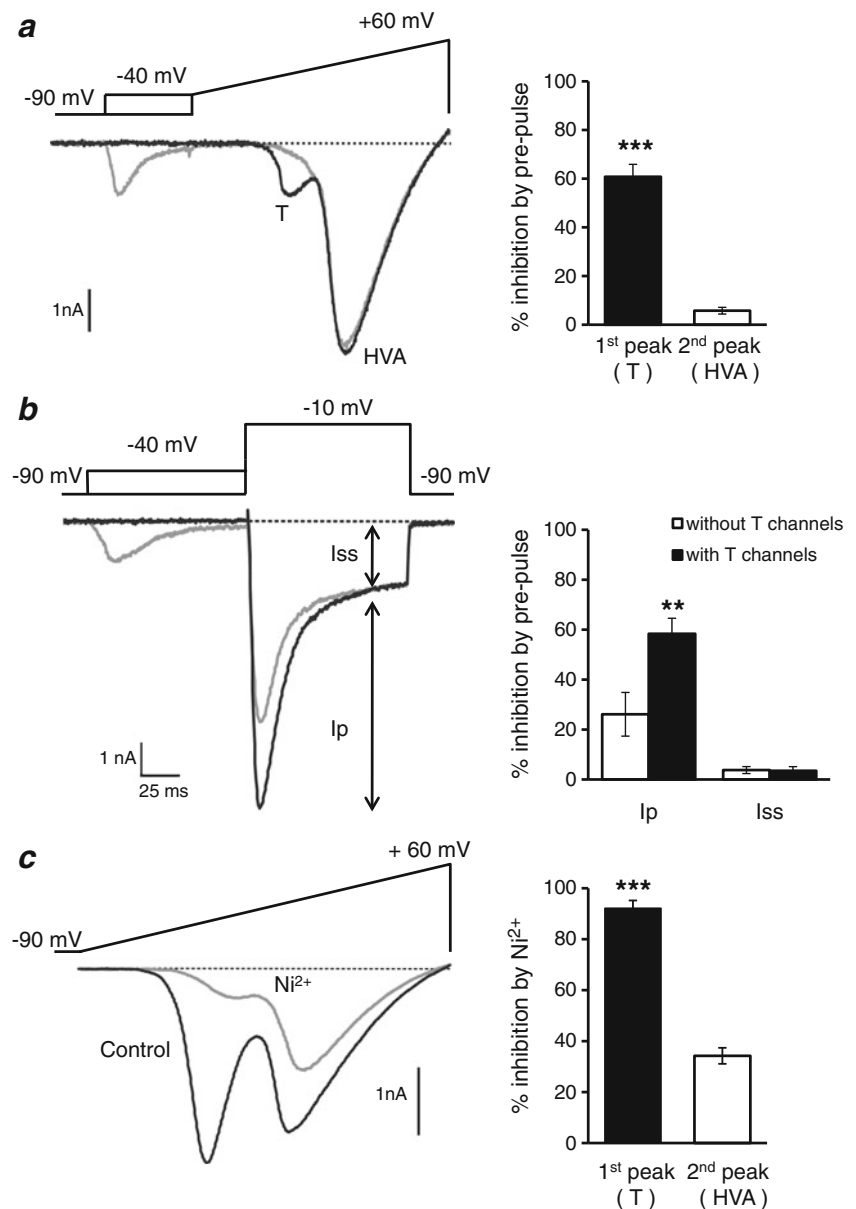 a
+60 mV
-40 mV
-90 mV
T
1nA
HVA
% inhibition by pre-pulse
100
80
60
40
20
0
***
1st peak
( T )
2nd peak
( HVA )
b
-10 mV
-40 mV
-90 mV
-90 mV
Iss
Ip
1 nA
25 ms
without T channels
with T channels
% inhibition by pre-pulse
100
80
60
40
20
0
**
Ip
Iss
c
+ 60 mV
-90 mV
Ni2+
Control
1nA
% inhibition by Ni2+
100
80
60
40
20
0
***
1st peak
( T )
2nd peak
( HVA )